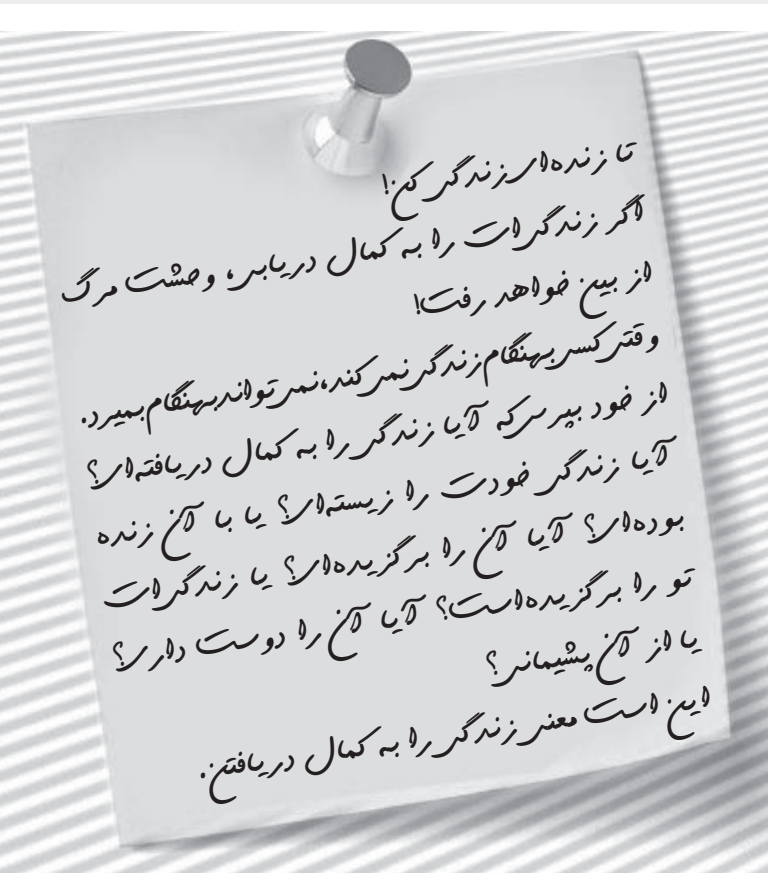 تا زنده‌ای زندگی کن!
اگر زندگی‌ات را به کمال دریابی، وحشت مرگ
از بین خواهد رفت!
وقتی کسی بهنگام زندگی نمی‌کند، نمی‌تواند بهنگام بمیرد.
از خود بپرس که آیا زندگی را به کمال دریافته‌ای؟
آیا زندگی خودت را زیسته‌ای؟ یا با آن زنده
بوده‌ای؟ آیا آن را برگزیده‌ای؟ یا زندگی‌ات
تو را برگزیده‌است؟ آیا آن را دوست داری؟
یا از آن پشیمانی؟
این است معنی زندگی را به کمال دریافتن.